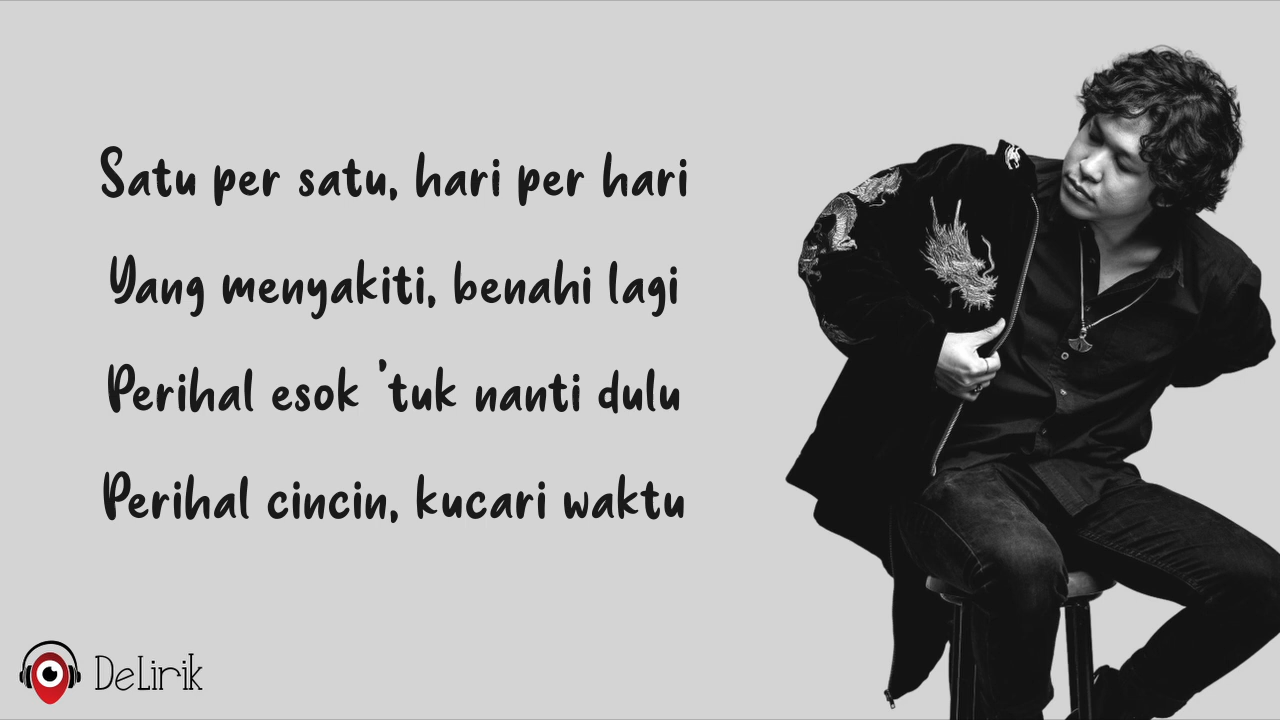 Satu per satu, hari per hari
Yang menyakiti, benahi lagi
Perihal esok 'tuk nanti dulu
Perihal cincin, kucari waktu
DeLirik